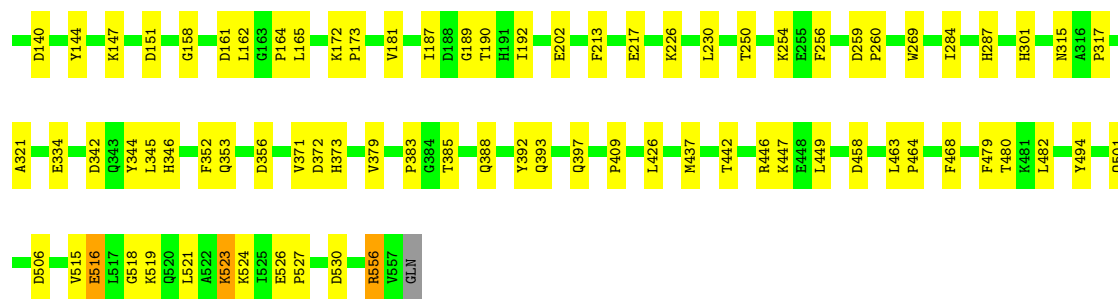 D140 Y144 K147 D151 G158 D161 L162 G163 P164 L165 K172 P173 V181 I187 D188 G189 T190 H191 I192 E202 F213 E217 K226 L230 T250 K254 E255 F256 D259 P260 W269 I284 H287 H301 N315 A316 P317
A321 E334 D342 Q343 Y344 L345 H346 F352 Q353 D356 V371 D372 H373 V379 P383 G384 T385 Q388 Y392 Q393 Q397 P409 L426 M437 T442 R446 K447 E448 L449 D458 L463 P464 F468 F479 T480 K481 L482 Y494
D506 V515 E516 L517 G518 K519 Q520 L521 A522 K523 K524 I525 E526 P527 D530 R556 V557 GLN